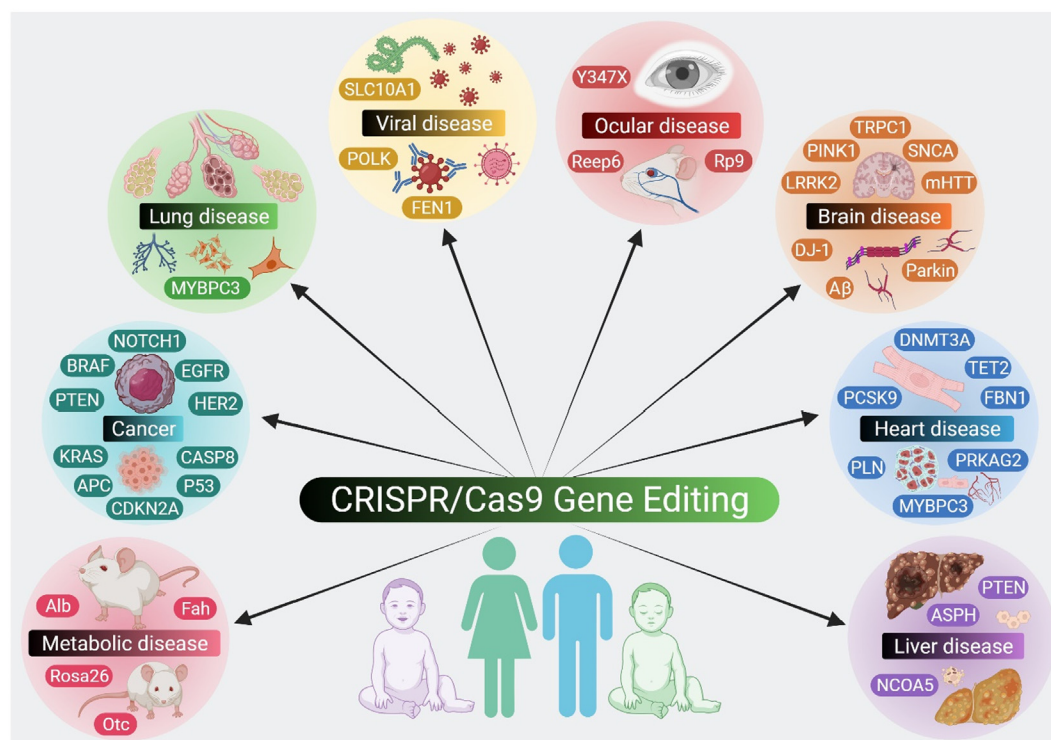 SLC10A1
Viral disease
POLK
FEN1
Y347X
Ocular disease
Reep6
Rp9
Lung disease
MYBPC3
TRPC1
PINK1
SNCA
LRRK2
mHTT
Brain disease
DJ-1
Parkin
Aβ
NOTCH1
BRAF
EGFR
PTEN
HER2
Cancer
KRAS
CASP8
APC
P53
CDKN2A
DNMT3A
TET2
PCSK9
FBN1
Heart disease
PLN
PRKAG2
MYBPC3
CRISPR/Cas9 Gene Editing
Alb
Fah
Metabolic disease
Rosa26
Otc
PTEN
ASPH
Liver disease
NCOA5